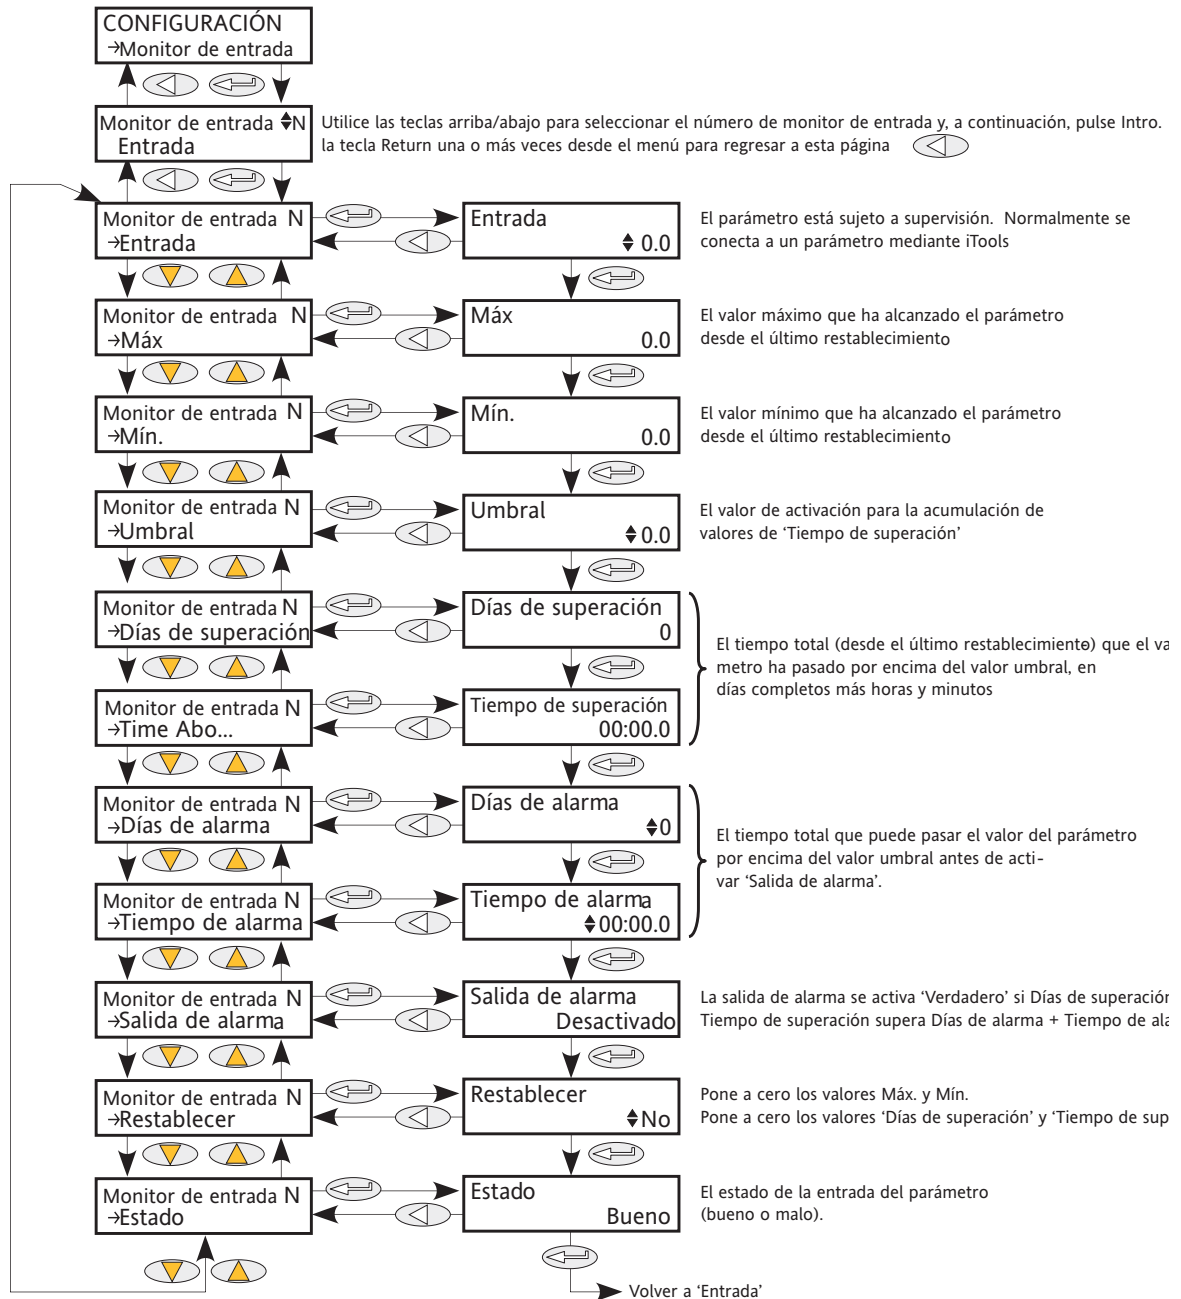 CONFIGURACIÓN
→Monitor de entrada
Monitor de entrada N
Entrada
Utilice las teclas arriba/abajo para seleccionar el número de monitor de entrada y, a continuación, pulse Intro.
la tecla Return una o más veces desde el menú para regresar a esta página
Monitor de entrada N
→Entrada
Entrada
0.0
El parámetro está sujeto a supervisión. Normalmente se
conecta a un parámetro mediante iTools
Monitor de entrada N
→Máx
Máx
0.0
El valor máximo que ha alcanzado el parámetro
desde el último restablecimiento
Monitor de entrada N
→Mín.
Mín.
0.0
El valor mínimo que ha alcanzado el parámetro
desde el último restablecimiento
Monitor de entrada N
→Umbral
Umbral
0.0
El valor de activación para la acumulación de
valores de ‘Tiempo de superación’
Monitor de entrada N
→Días de superación
Días de superación
0
El tiempo total (desde el último restablecimiento) que el va
metro ha pasado por encima del valor umbral, en
días completos más horas y minutos
Monitor de entrada N
→Time Abo...
Tiempo de superación
00:00.0
Monitor de entrada N
→Días de alarma
Días de alarma
0
El tiempo total que puede pasar el valor del parámetro
por encima del valor umbral antes de acti-
var ‘Salida de alarma’.
Monitor de entrada N
→Tiempo de alarma
Tiempo de alarma
00:00.0
Monitor de entrada N
→Salida de alarma
Salida de alarma
Desactivado
La salida de alarma se activa ‘Verdadero’ si Días de superación
Tiempo de superación supera Días de alarma + Tiempo de ala
Monitor de entrada N
→Restablecer
Restablecer
No
Pone a cero los valores Máx. y Mín.
Pone a cero los valores ‘Días de superación’ y ‘Tiempo de sup
Monitor de entrada N
→Estado
Estado
Bueno
El estado de la entrada del parámetro
(bueno o malo).
Volver a ‘Entrada’